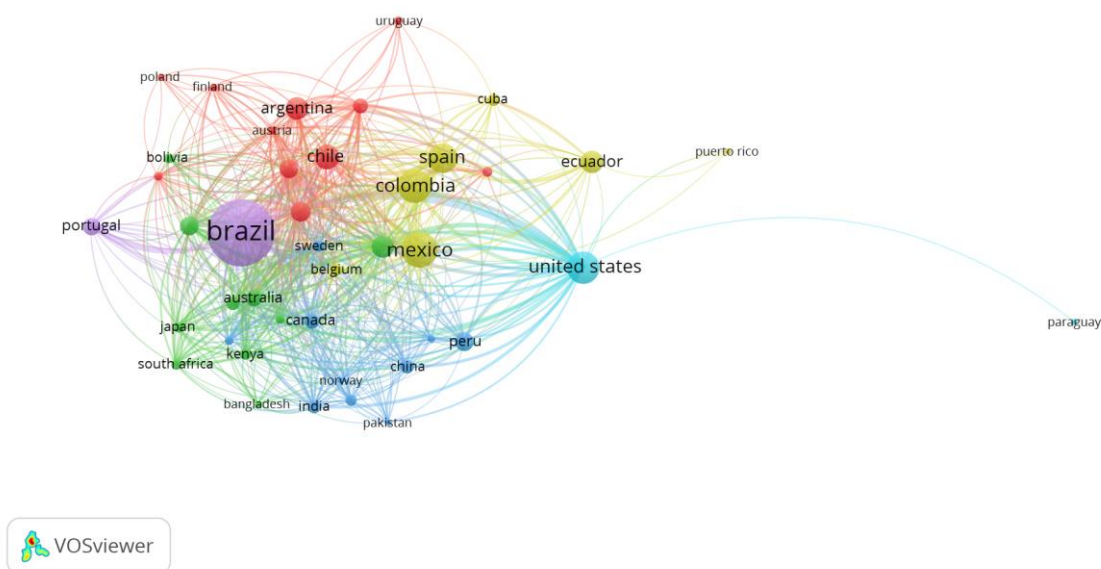 uruguay
poland
finland
cuba
argentina
austria
puerto rico
bolivia
chile
spain
ecuador
colombia
portugal
brazil
sweden
mexico
belgium
united states
australia
canada
paraguay
japan
peru
kenya
south africa
china
norway
bangladesh
india
pakistan
VOSviewer